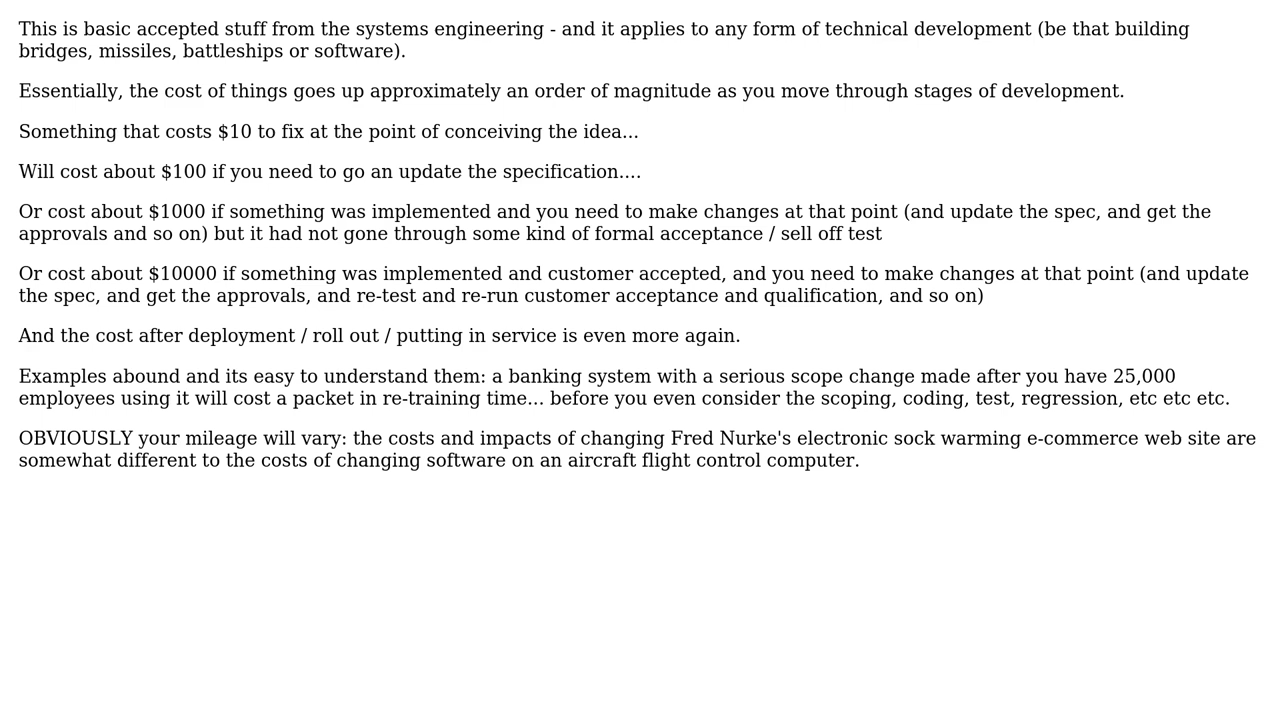 This is basic accepted stuff from the systems engineering - and it applies to any form of technical development (be that building
bridges, missiles, battleships or software).
Essentially, the cost of things goes up approximately an order of magnitude as you move through stages of development.
Something that costs $10 to fix at the point of conceiving the idea...
Will cost about $100 if you need to go an update the specification....
Or cost about $1000 if something was implemented and you need to make changes at that point (and update the spec, and get the
approvals and so on) but it had not gone through some kind of formal acceptance / sell off test
Or cost about $10000 if something was implemented and customer accepted, and you need to make changes at that point (and update
the spec, and get the approvals, and re-test and re-run customer acceptance and qualification, and so on)
And the cost after deployment / roll out / putting in service is even more again.
Examples abound and its easy to understand them: a banking system with a serious scope change made after you have 25,000
employees using it will cost a packet in re-training time... before you even consider the scoping, coding, test, regression, etc etc etc.
OBVIOUSLY your mileage will vary: the costs and impacts of changing Fred Nurke's electronic sock warming e-commerce web site are
somewhat different to the costs of changing software on an aircraft flight control computer.